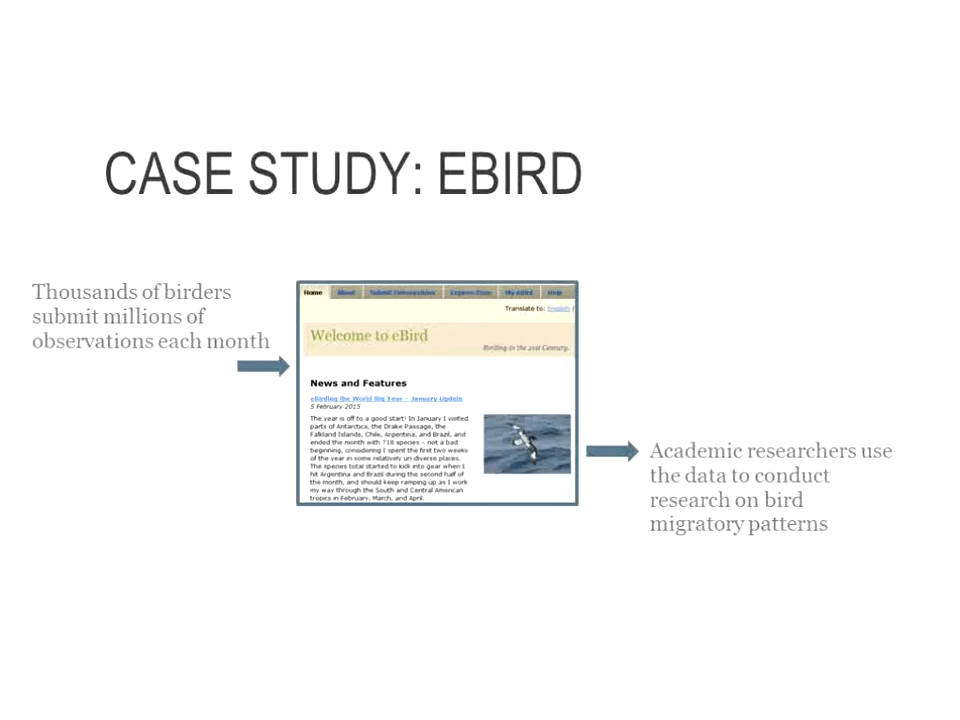 CASE STUDY: EBIRD
Thousands of birders
submit millions of
observations each month
Home About Submit Observations Explore Data My eBird Help
Translate to: English
Welcome to eBird
Birding in the 21st Century.
News and Features
eBirding the World Big Year – January Update
5 February 2015
The year is off to a good start! In January I visited
parts of Antarctica, the Drake Passage, the
Falkland Islands, Chile, Argentina, and Brazil, and
ended the month with 718 species – not a bad
beginning, considering I spent the first two weeks
of the year in some relatively un-diverse places.
The species total started to kick into gear when I
hit Argentina and Brazil during the second half of
the month, and should keep ramping up as I work
my way through the South and Central American
tropics in February, March, and April.
Academic researchers use
the data to conduct
research on bird
migratory patterns